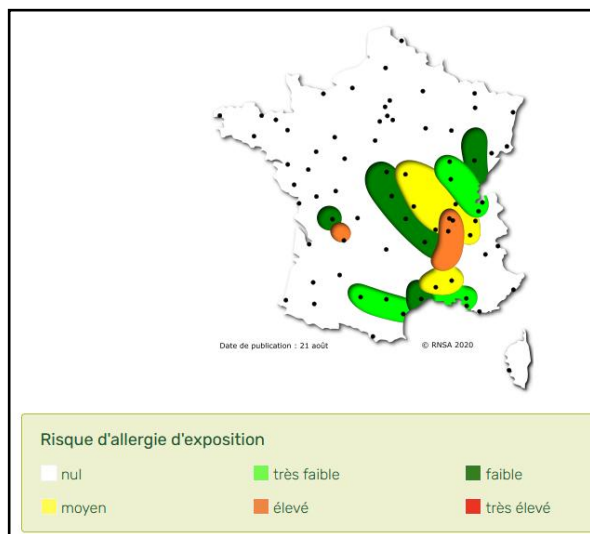 Date de publication : 21 août © RNSA 2020
Risque d'allergie d'exposition
nul très faible faible
moyen élevé très élevé